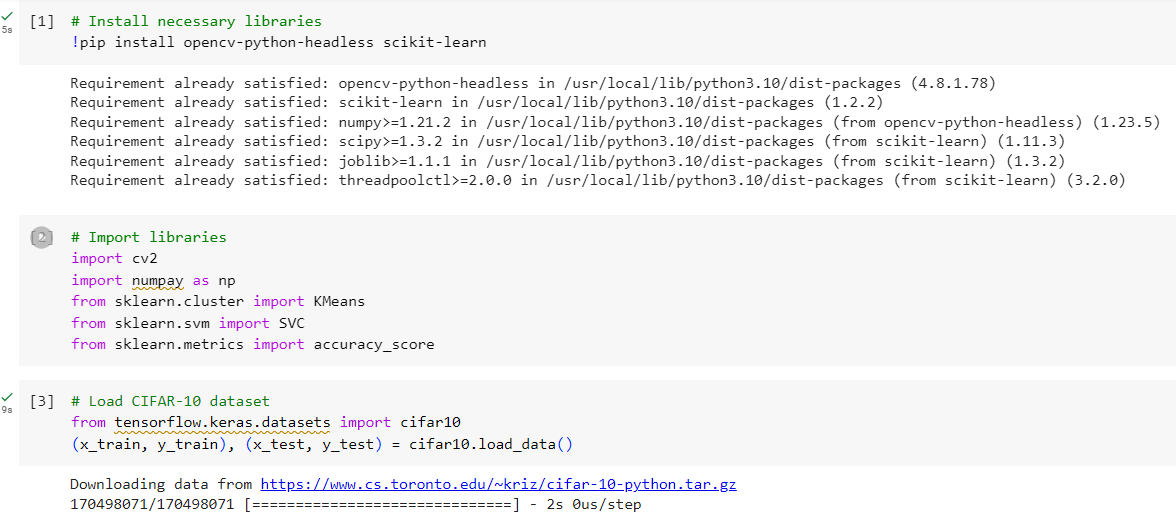 [1] # Install necessary libraries
5s
!pip install opencv-python-headless scikit-learn
Requirement already satisfied: opencv-python-headless in /usr/local/lib/python3.10/dist-packages (4.8.1.78)
Requirement already satisfied: scikit-learn in /usr/local/lib/python3.10/dist-packages (1.2.2)
Requirement already satisfied: numpy>=1.21.2 in /usr/local/lib/python3.10/dist-packages (from opencv-python-headless) (1.23.5)
Requirement already satisfied: scipy>=1.3.2 in /usr/local/lib/python3.10/dist-packages (from scikit-learn) (1.11.3)
Requirement already satisfied: joblib>=1.1.1 in /usr/local/lib/python3.10/dist-packages (from scikit-learn) (1.3.2)
Requirement already satisfied: threadpoolctl>=2.0.0 in /usr/local/lib/python3.10/dist-packages (from scikit-learn) (3.2.0)
[2] # Import libraries
import cv2
import numpay as np
from sklearn.cluster import KMeans
from sklearn.svm import SVC
from sklearn.metrics import accuracy_score
[3] # Load CIFAR-10 dataset
9s
from tensorflow.keras.datasets import cifar10
(x_train, y_train), (x_test, y_test) = cifar10.load_data()
Downloading data from https://www.cs.toronto.edu/~kriz/cifar-10-python.tar.gz
170498071/170498071 [==============================] - 2s 0us/step